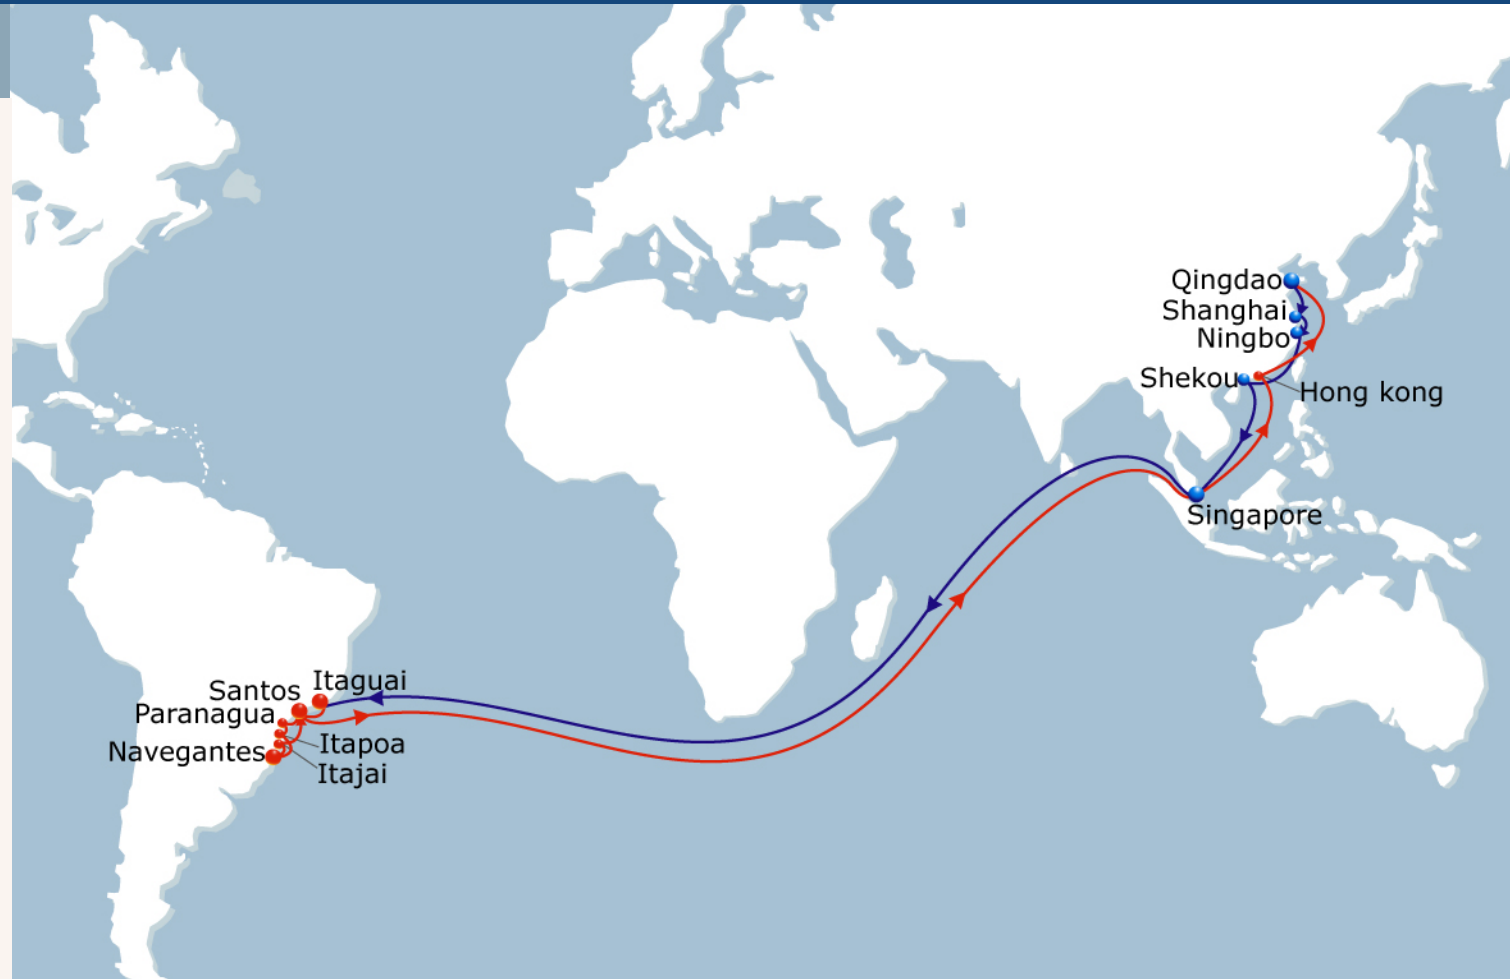 Qingdao
Shanghai
Ningbo
Shekou
Hong kong
Singapore
Itaguai
Santos
Paranagua
Itapoa
Navegantes
Itajai